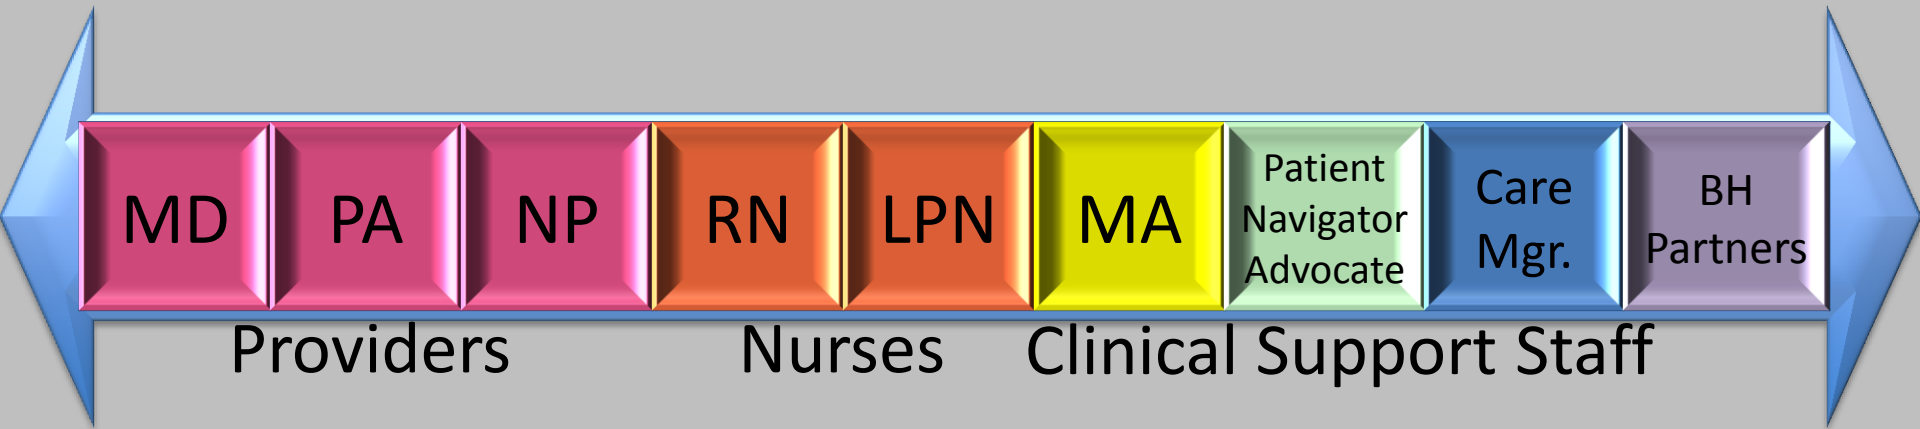 MD
PA
NP
RN
LPN
MA
Patient
Navigator
Advocate
Care
Mgr.
BH
Partners
Providers
Nurses
Clinical Support Staff